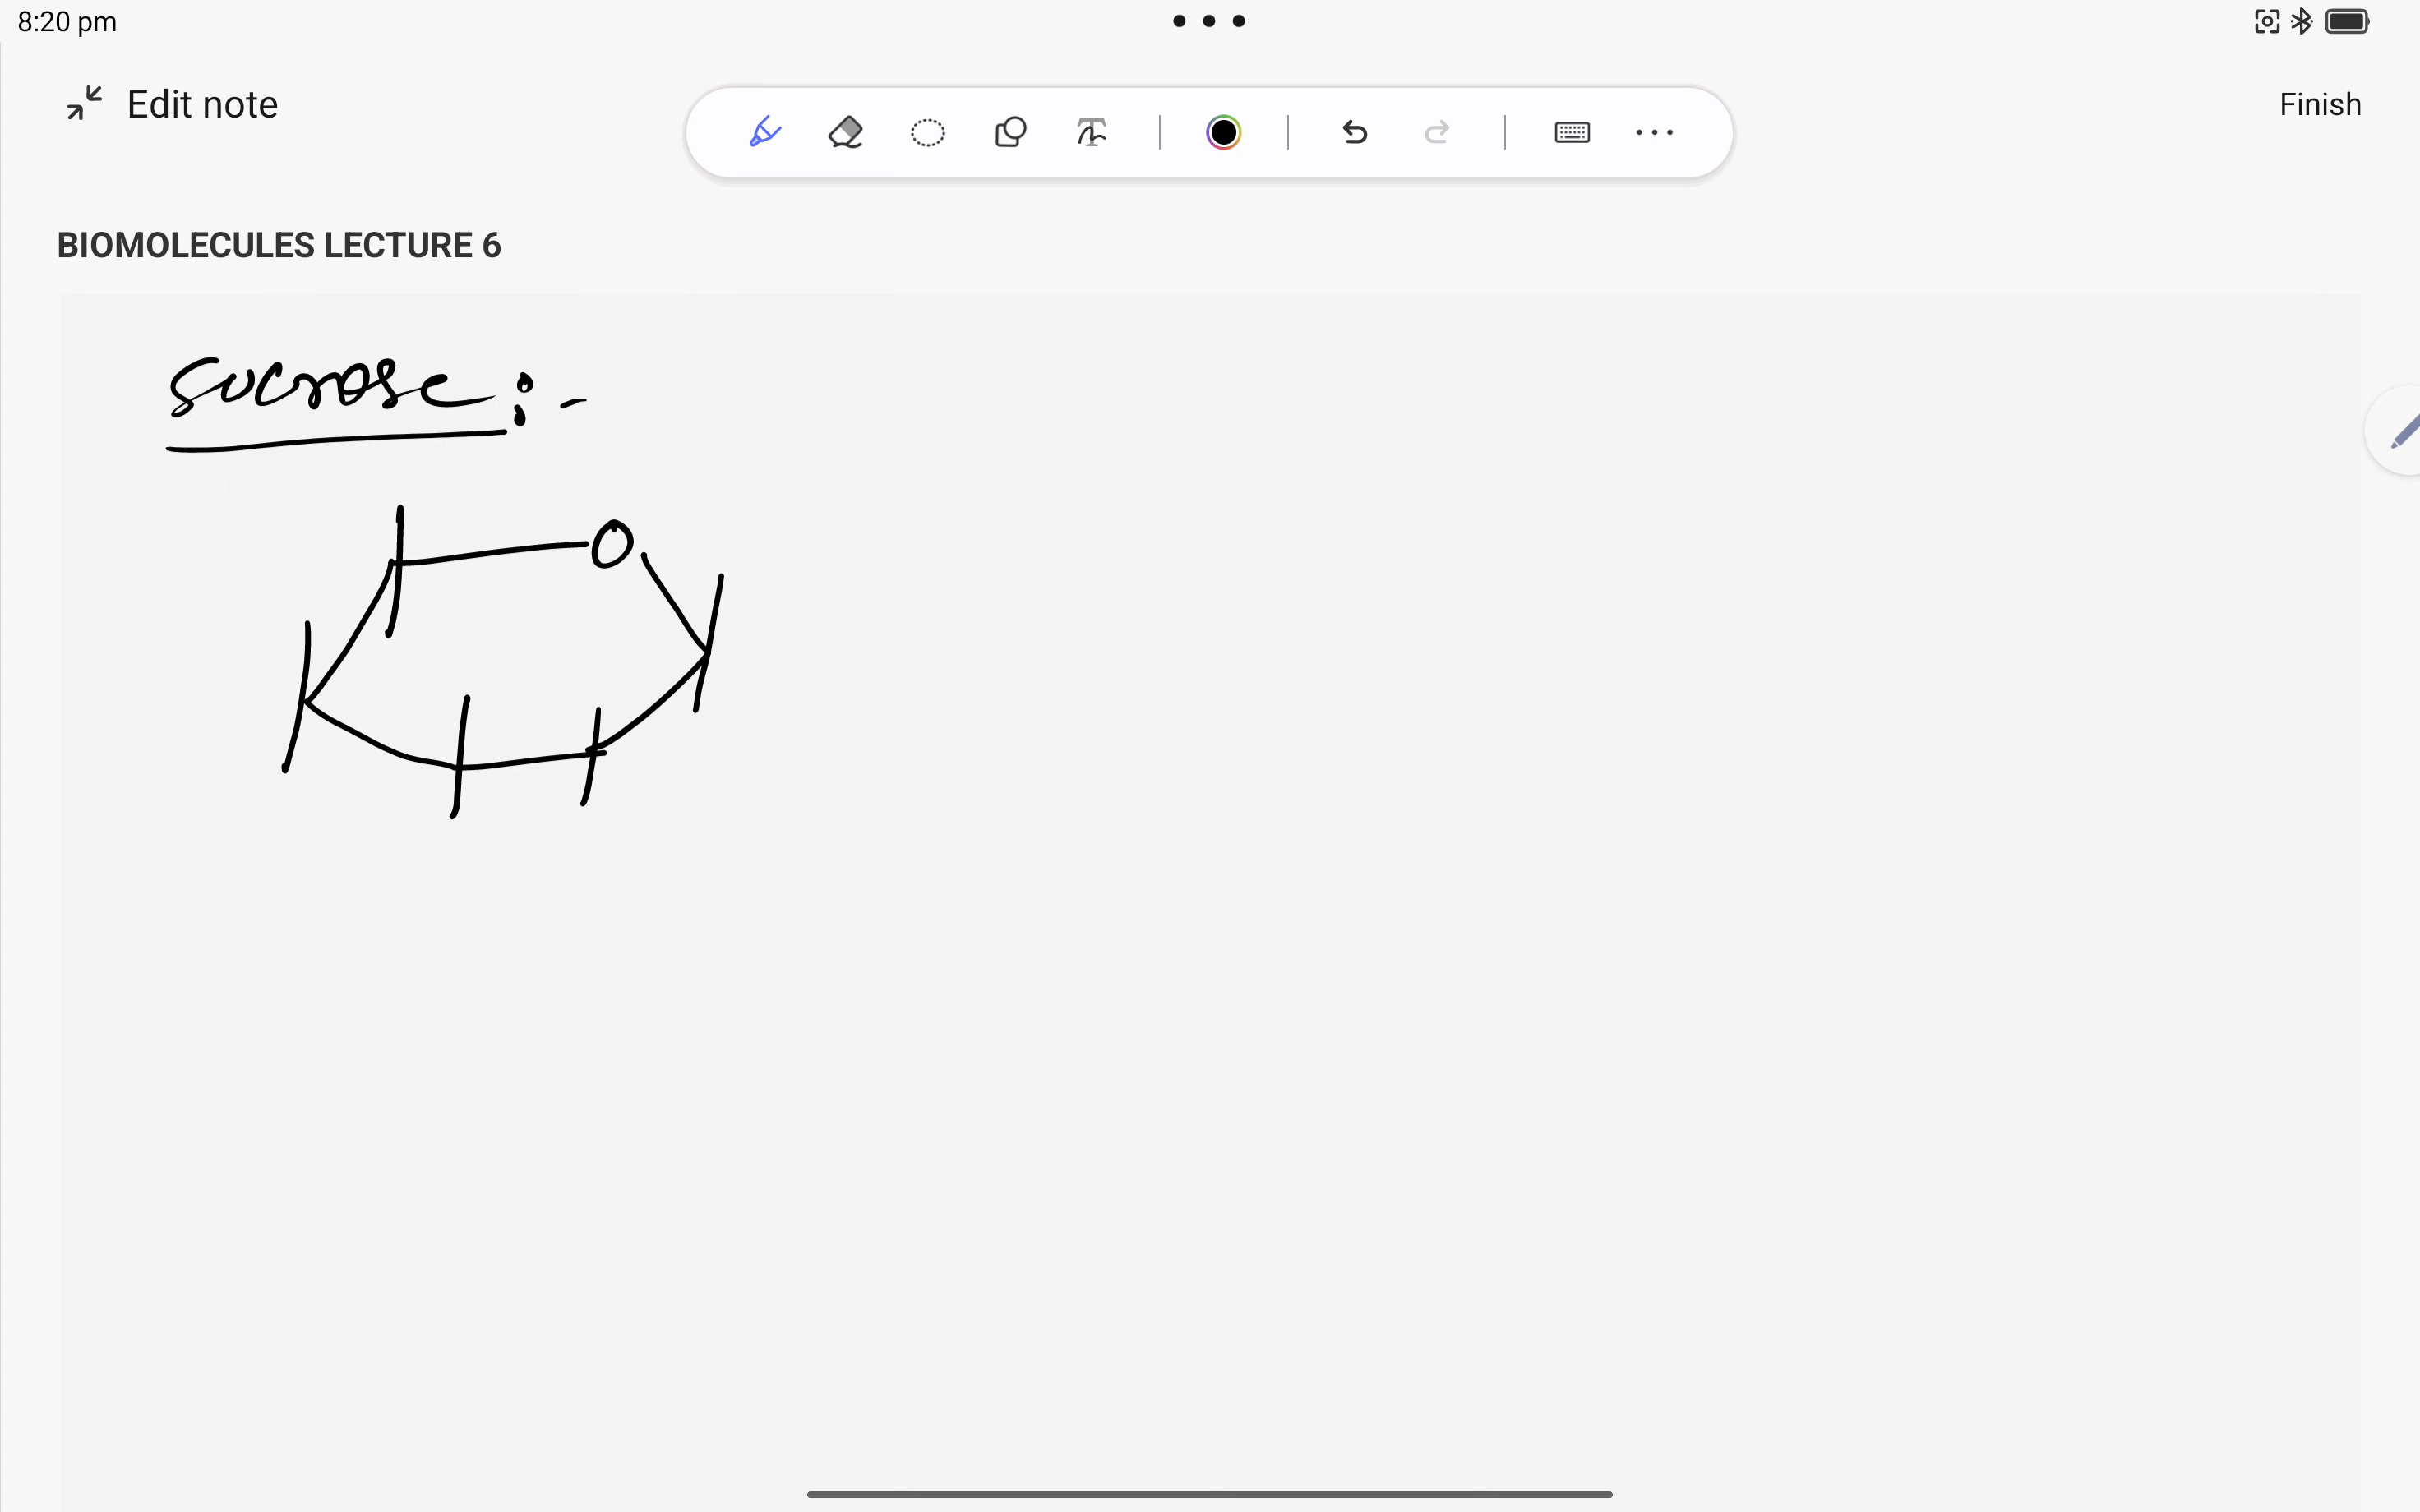 8:20 pm
Edit note
Finish
BIOMOLECULES LECTURE 6
Sucrose :-
O